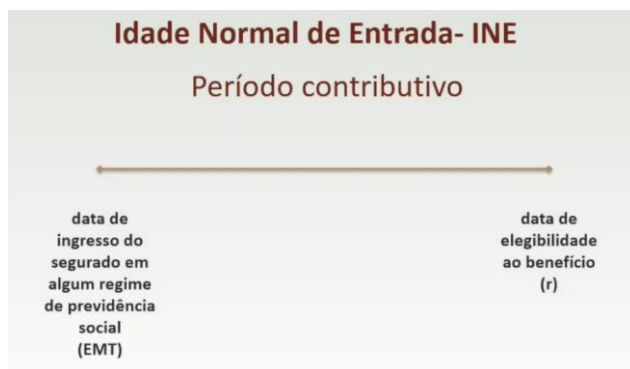 Idade Normal de Entrada- INE
Período contributivo
data de
ingresso do
segurado em
algum regime
de previdência
social
(EMT)
data de
elegibilidade
ao benefício
(r)